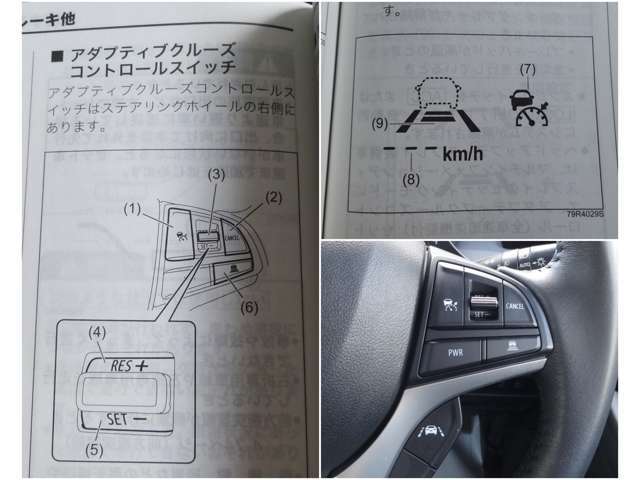 レーキ他
■ アダプティブクルーズ
コントロールスイッチ
アダプティブクルーズコントロールス
イッチはステアリングホイールの右側に
あります。
(1)
(3)
(2)
CANCEL
SET −
(6)
(4)
RES +
SET −
(5)
す。
(7)
(9)
--- km/h
(8)
79R4029S
CANCEL
SET −
PWR
AUTO